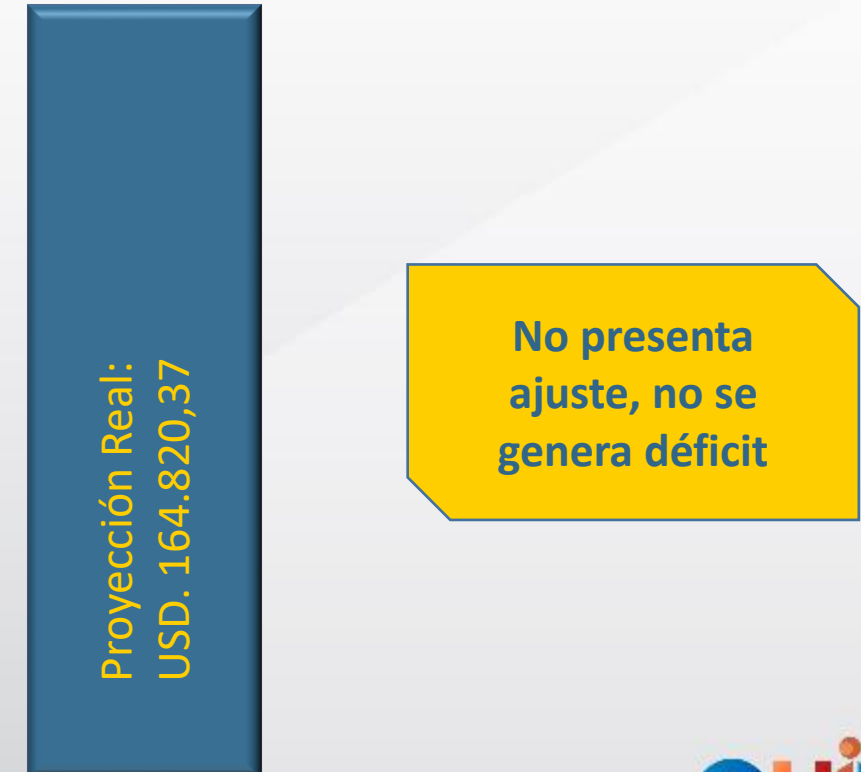 Proyección Real:
USD. 164.820,37
No presenta
ajuste, no se
genera déficit